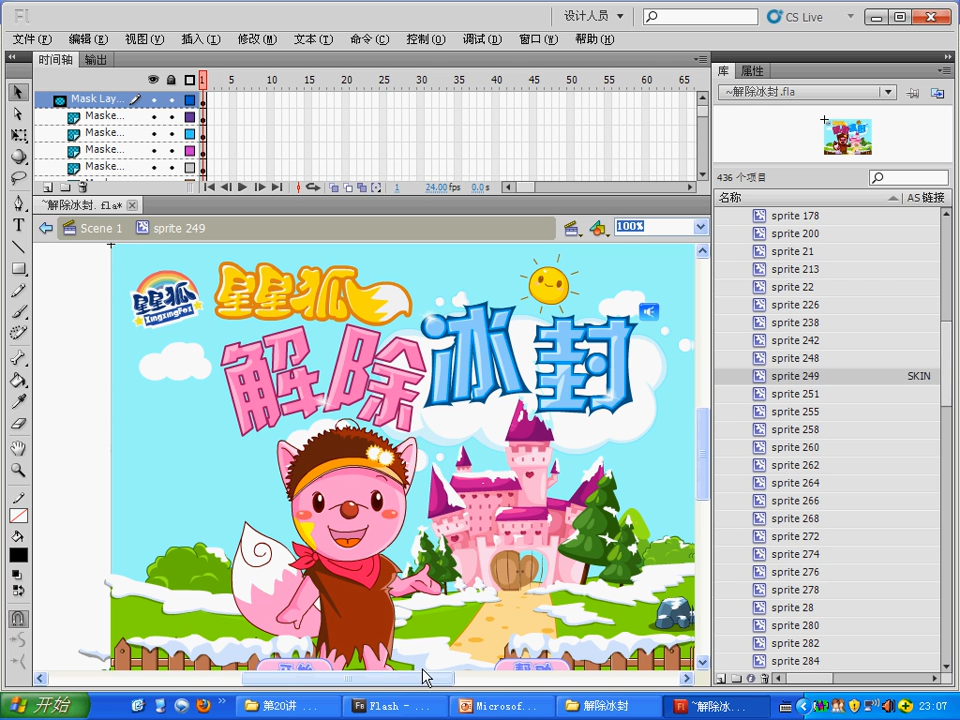 Fl
设计人员
CS Live
文件(F) 编辑(E) 视图(V) 插入(I) 修改(M) 文本(T) 命令(C) 控制(O) 调试(D) 窗口(W) 帮助(H)
时间轴 输出
库 属性
1 5 10 15 20 25 30 35 40 45 50 55 60 65
Mask Lay...
Maske...
Maske...
Maske...
Maske...
1 24.00fps 0.0s
~解除冰封.fla
436 个项目
名称 AS链接
~解除冰封.fla*
Scene 1 sprite 249 100%
sprite 178
sprite 200
sprite 21
sprite 213
sprite 22
sprite 226
sprite 238
sprite 242
sprite 248
sprite 249 SKIN
sprite 251
sprite 255
sprite 258
sprite 260
sprite 262
sprite 264
sprite 266
sprite 268
sprite 272
sprite 274
sprite 276
sprite 278
sprite 28
sprite 280
sprite 282
sprite 284
星星狐
XingXingFox
星星狐
解除冰封
开始 帮助
开始
第20讲 ...
Flash - ...
Microsof...
解除冰封
~解除冰...
23:07